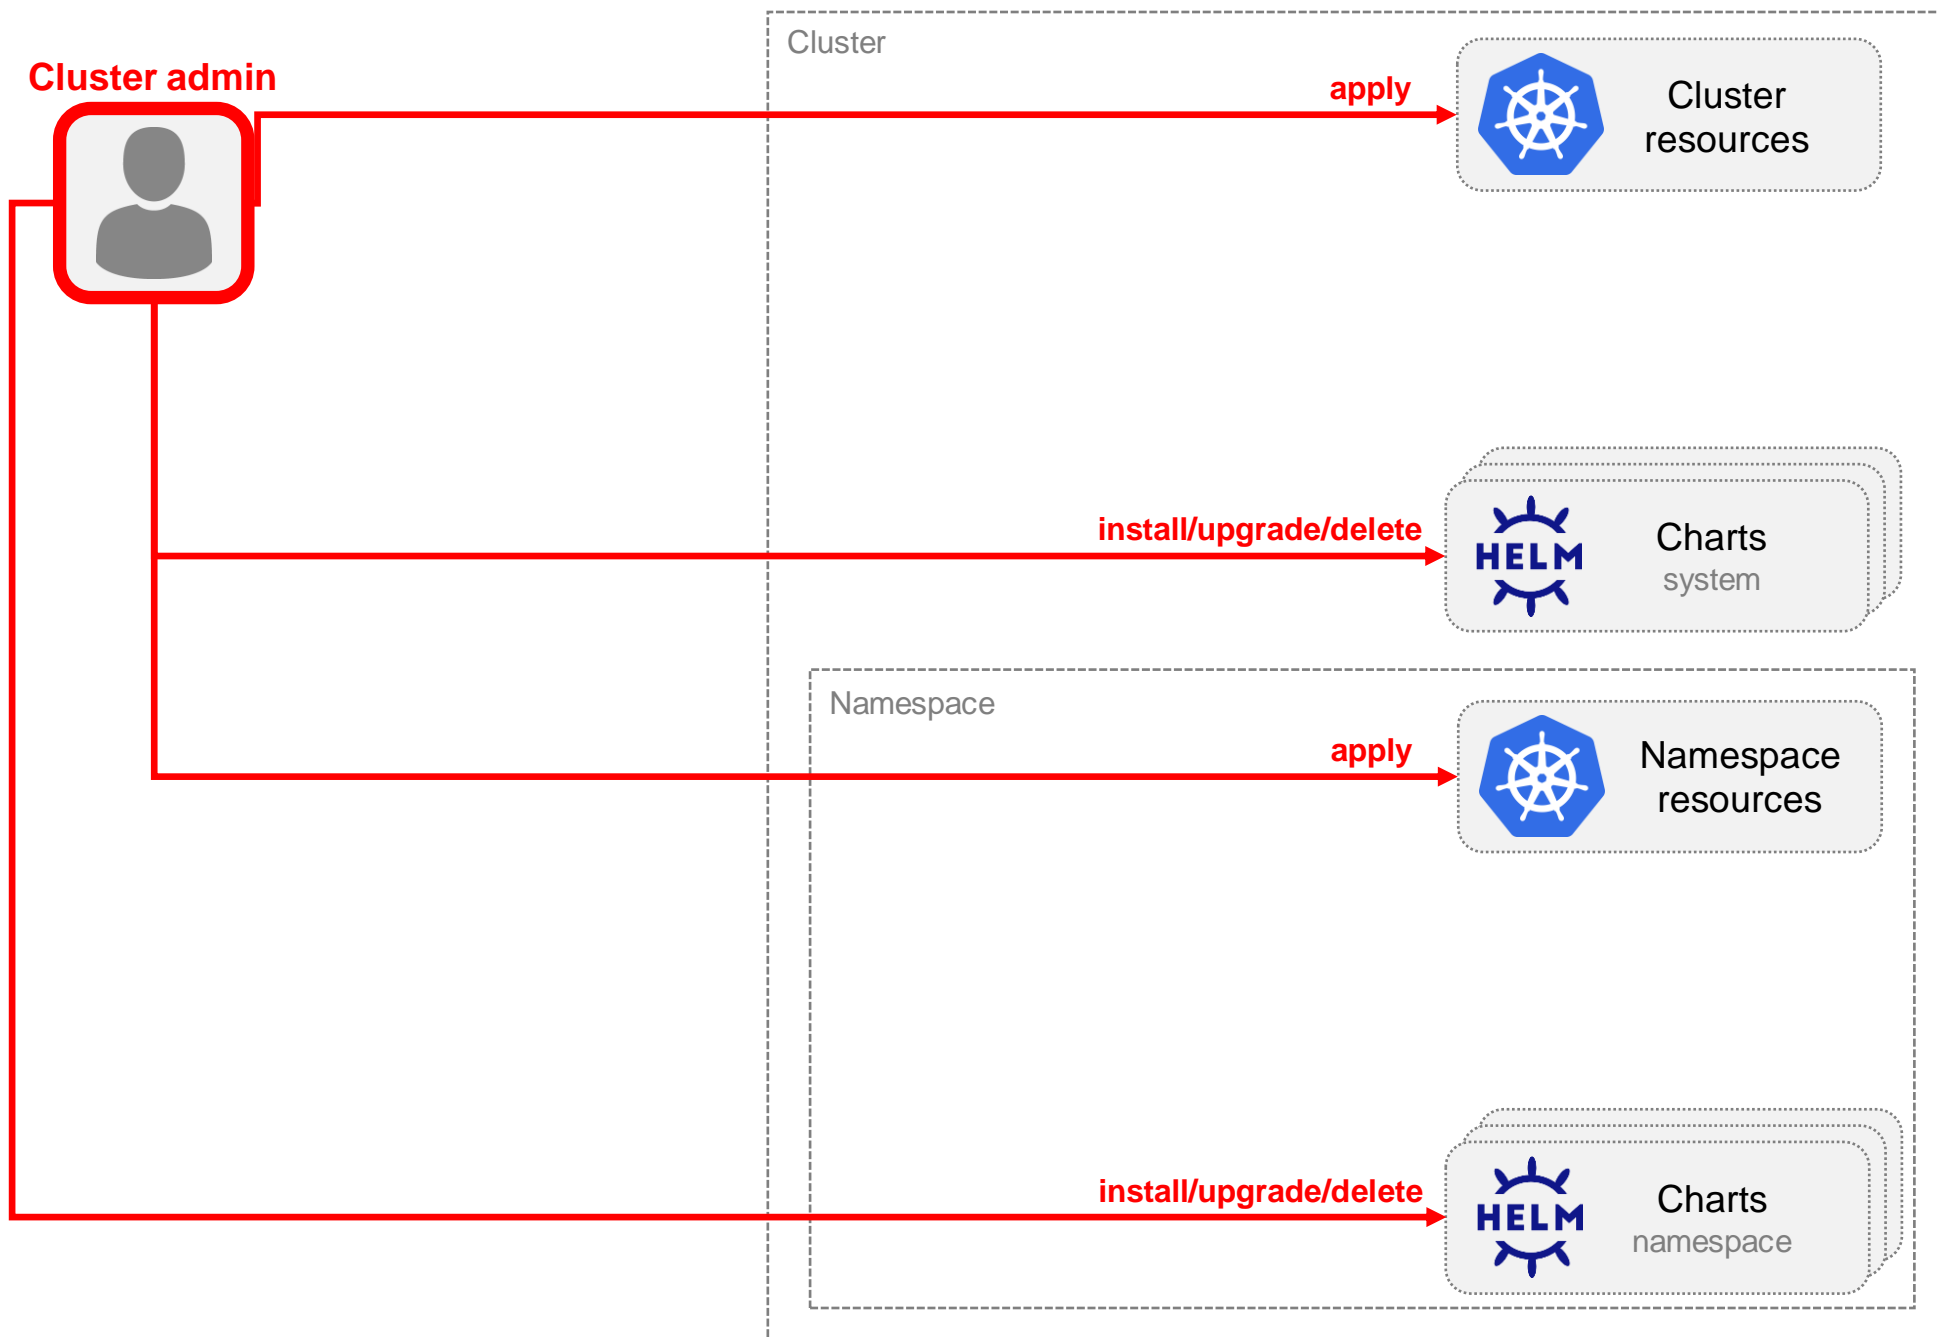 Cluster
Cluster admin
apply
Cluster
resources
install/upgrade/delete
HELM
Charts
system
Namespace
apply
Namespace
resources
install/upgrade/delete
HELM
Charts
namespace